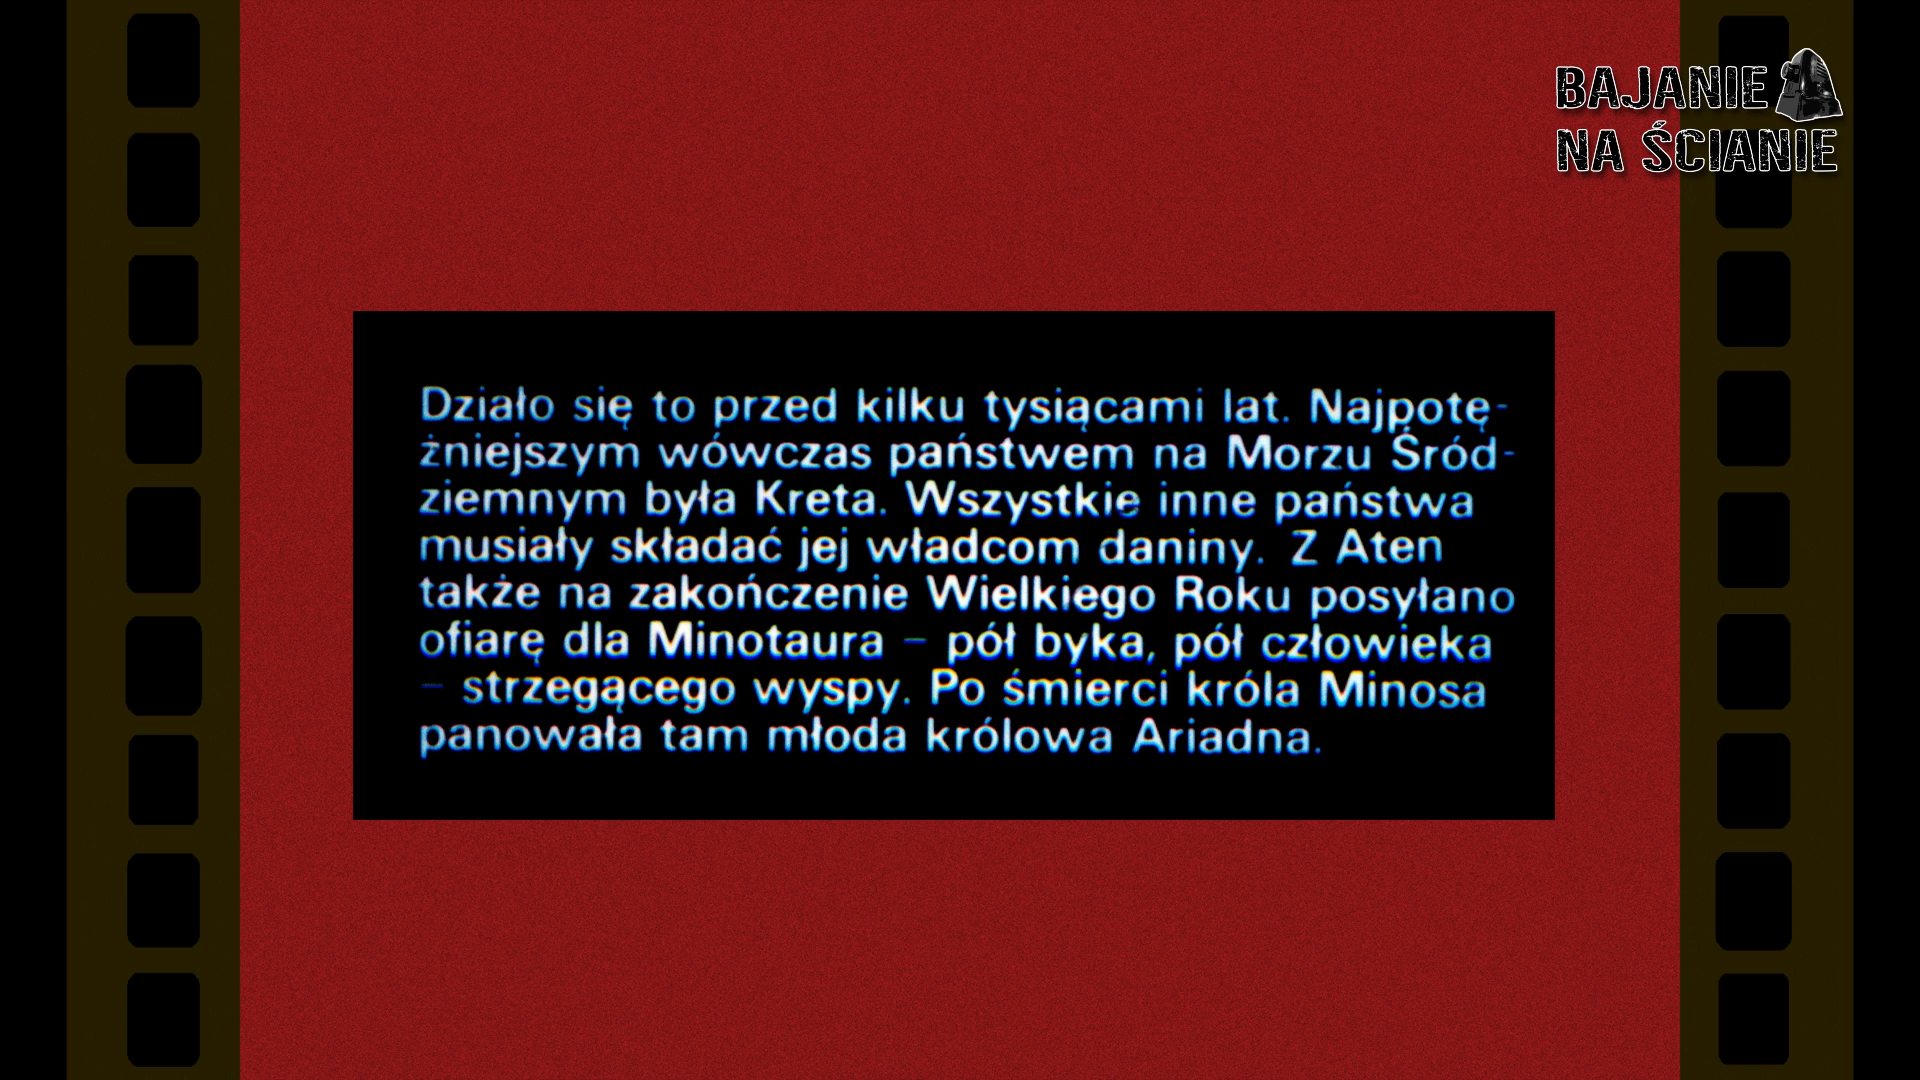 BAJANIE
NA ŚCIANIE
Działo się to przed kilku tysiącami lat. Najpotę-
żniejszym wówczas państwem na Morzu Śród-
ziemnym była Kreta. Wszystkie inne państwa
musiały składać jej władcom daniny. Z Aten
także na zakończenie Wielkiego Roku posyłano
ofiarę dla Minotaura – pół byka, pół człowieka
– strzegącego wyspy. Po śmierci króla Minosa
panowała tam młoda królowa Ariadna.